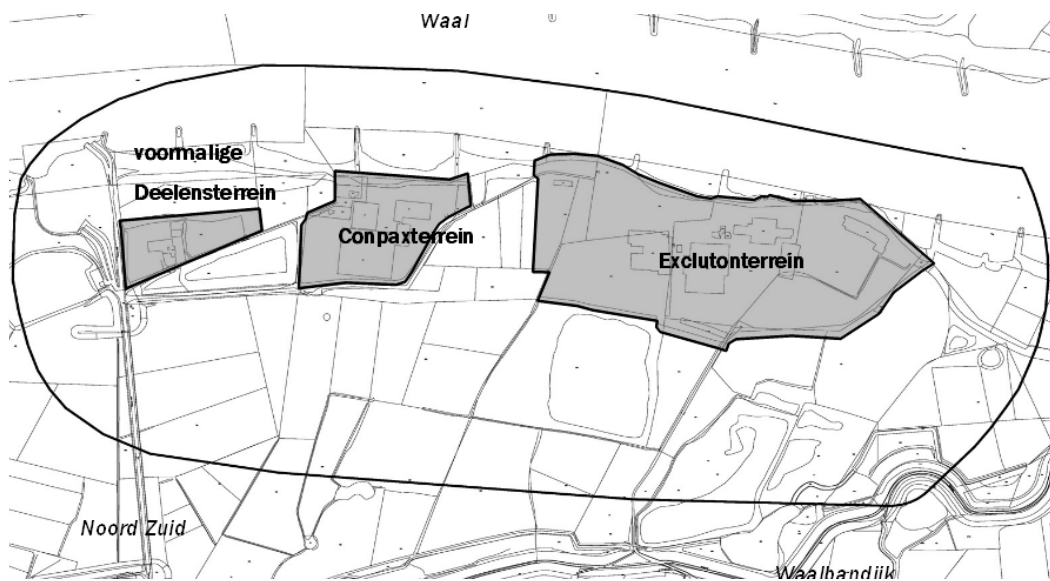 Waal
voormalige
Deelensterrein
Conpaxterrein
Exclutonterrein
Noord Zuid
Waalbandijk